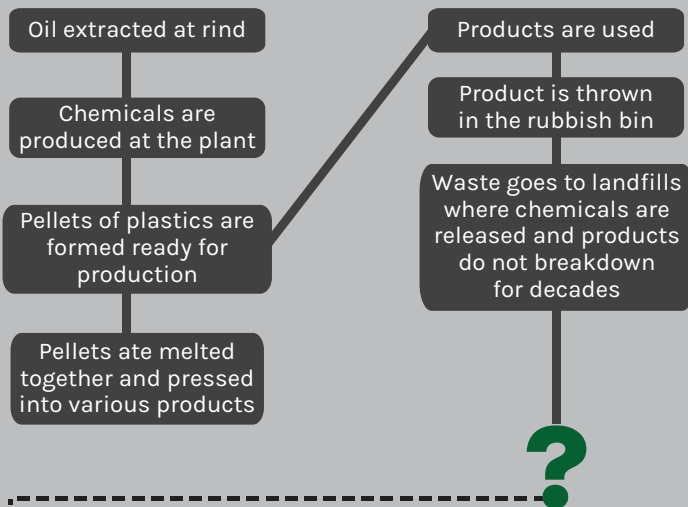 Oil extracted at rind
Chemicals are
produced at the plant
Pellets of plastics are
formed ready for
production
Pellets ate melted
together and pressed
into various products
Products are used
Product is thrown
in the rubbish bin
Waste goes to landfills
where chemicals are
released and products
do not breakdown
for decades
?